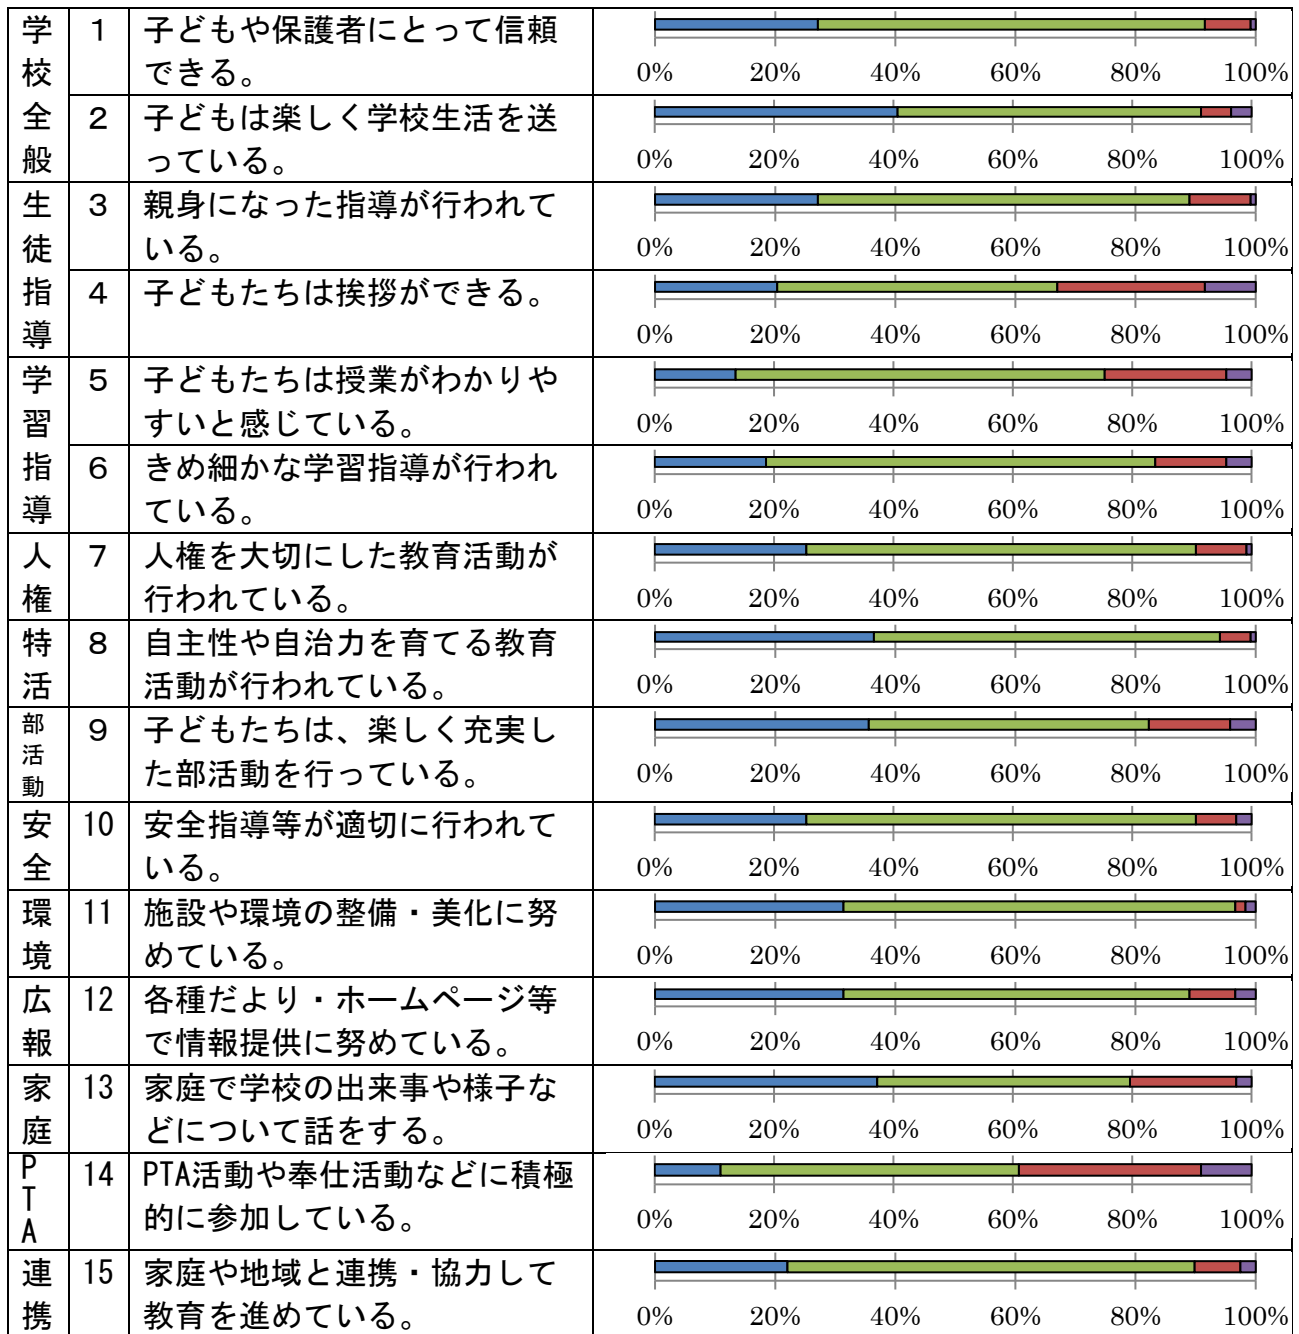 学校全般
1 子どもや保護者にとって信頼
できる。
0% 20% 40% 60% 80% 100%
2 子どもは楽しく学校生活を送
っている。
0% 20% 40% 60% 80% 100%
生徒指導
3 親身になった指導が行われて
いる。
0% 20% 40% 60% 80% 100%
4 子どもたちは挨拶ができる。
0% 20% 40% 60% 80% 100%
学習指導
5 子どもたちは授業がわかりや
すいと感じている。
0% 20% 40% 60% 80% 100%
6 きめ細かな学習指導が行われ
ている。
0% 20% 40% 60% 80% 100%
人権
7 人権を大切にした教育活動が
行われている。
0% 20% 40% 60% 80% 100%
特活
8 自主性や自治力を育てる教育
活動が行われている。
0% 20% 40% 60% 80% 100%
部活動
9 子どもたちは、楽しく充実し
た部活動を行っている。
0% 20% 40% 60% 80% 100%
安全
10 安全指導等が適切に行われて
いる。
0% 20% 40% 60% 80% 100%
環境
11 施設や環境の整備・美化に努
めている。
0% 20% 40% 60% 80% 100%
広報
12 各種だより・ホームページ等
で情報提供に努めている。
0% 20% 40% 60% 80% 100%
家庭
13 家庭で学校の出来事や様子な
どについて話をする。
0% 20% 40% 60% 80% 100%
PTA
14 PTA活動や奉仕活動などに積極
的に参加している。
0% 20% 40% 60% 80% 100%
連携
15 家庭や地域と連携・協力して
教育を進めている。
0% 20% 40% 60% 80% 100%